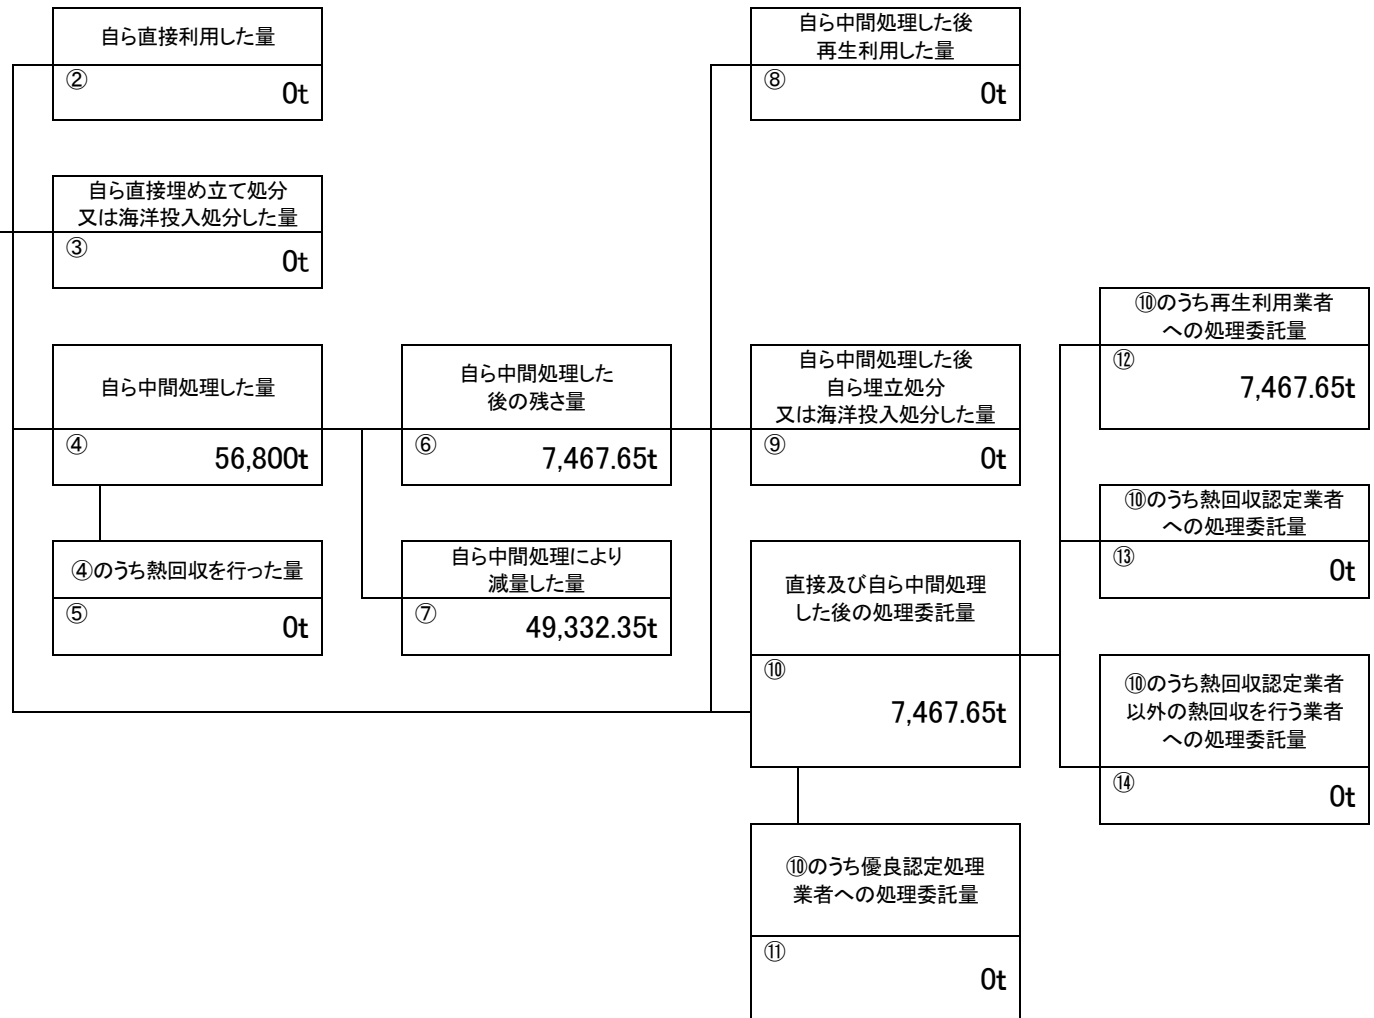 自ら直接利用した量
②
0t
自ら直接埋め立て処分
又は海洋投入処分した量
③
0t
自ら中間処理した量
④
56,800t
④のうち熱回収を行った量
⑤
0t
自ら中間処理した
後の残さ量
⑥
7,467.65t
自ら中間処理により
減量した量
⑦
49,332.35t
自ら中間処理した後
再生利用した量
⑧
0t
自ら中間処理した後
自ら埋立処分
又は海洋投入処分した量
⑨
0t
直接及び自ら中間処理
した後の処理委託量
⑩
7,467.65t
⑩のうち優良認定処理
業者への処理委託量
⑪
0t
⑩のうち再生利用業者
への処理委託量
⑫
7,467.65t
⑩のうち熱回収認定業者
への処理委託量
⑬
0t
⑩のうち熱回収認定業者
以外の熱回収を行う業者
への処理委託量
⑭
0t